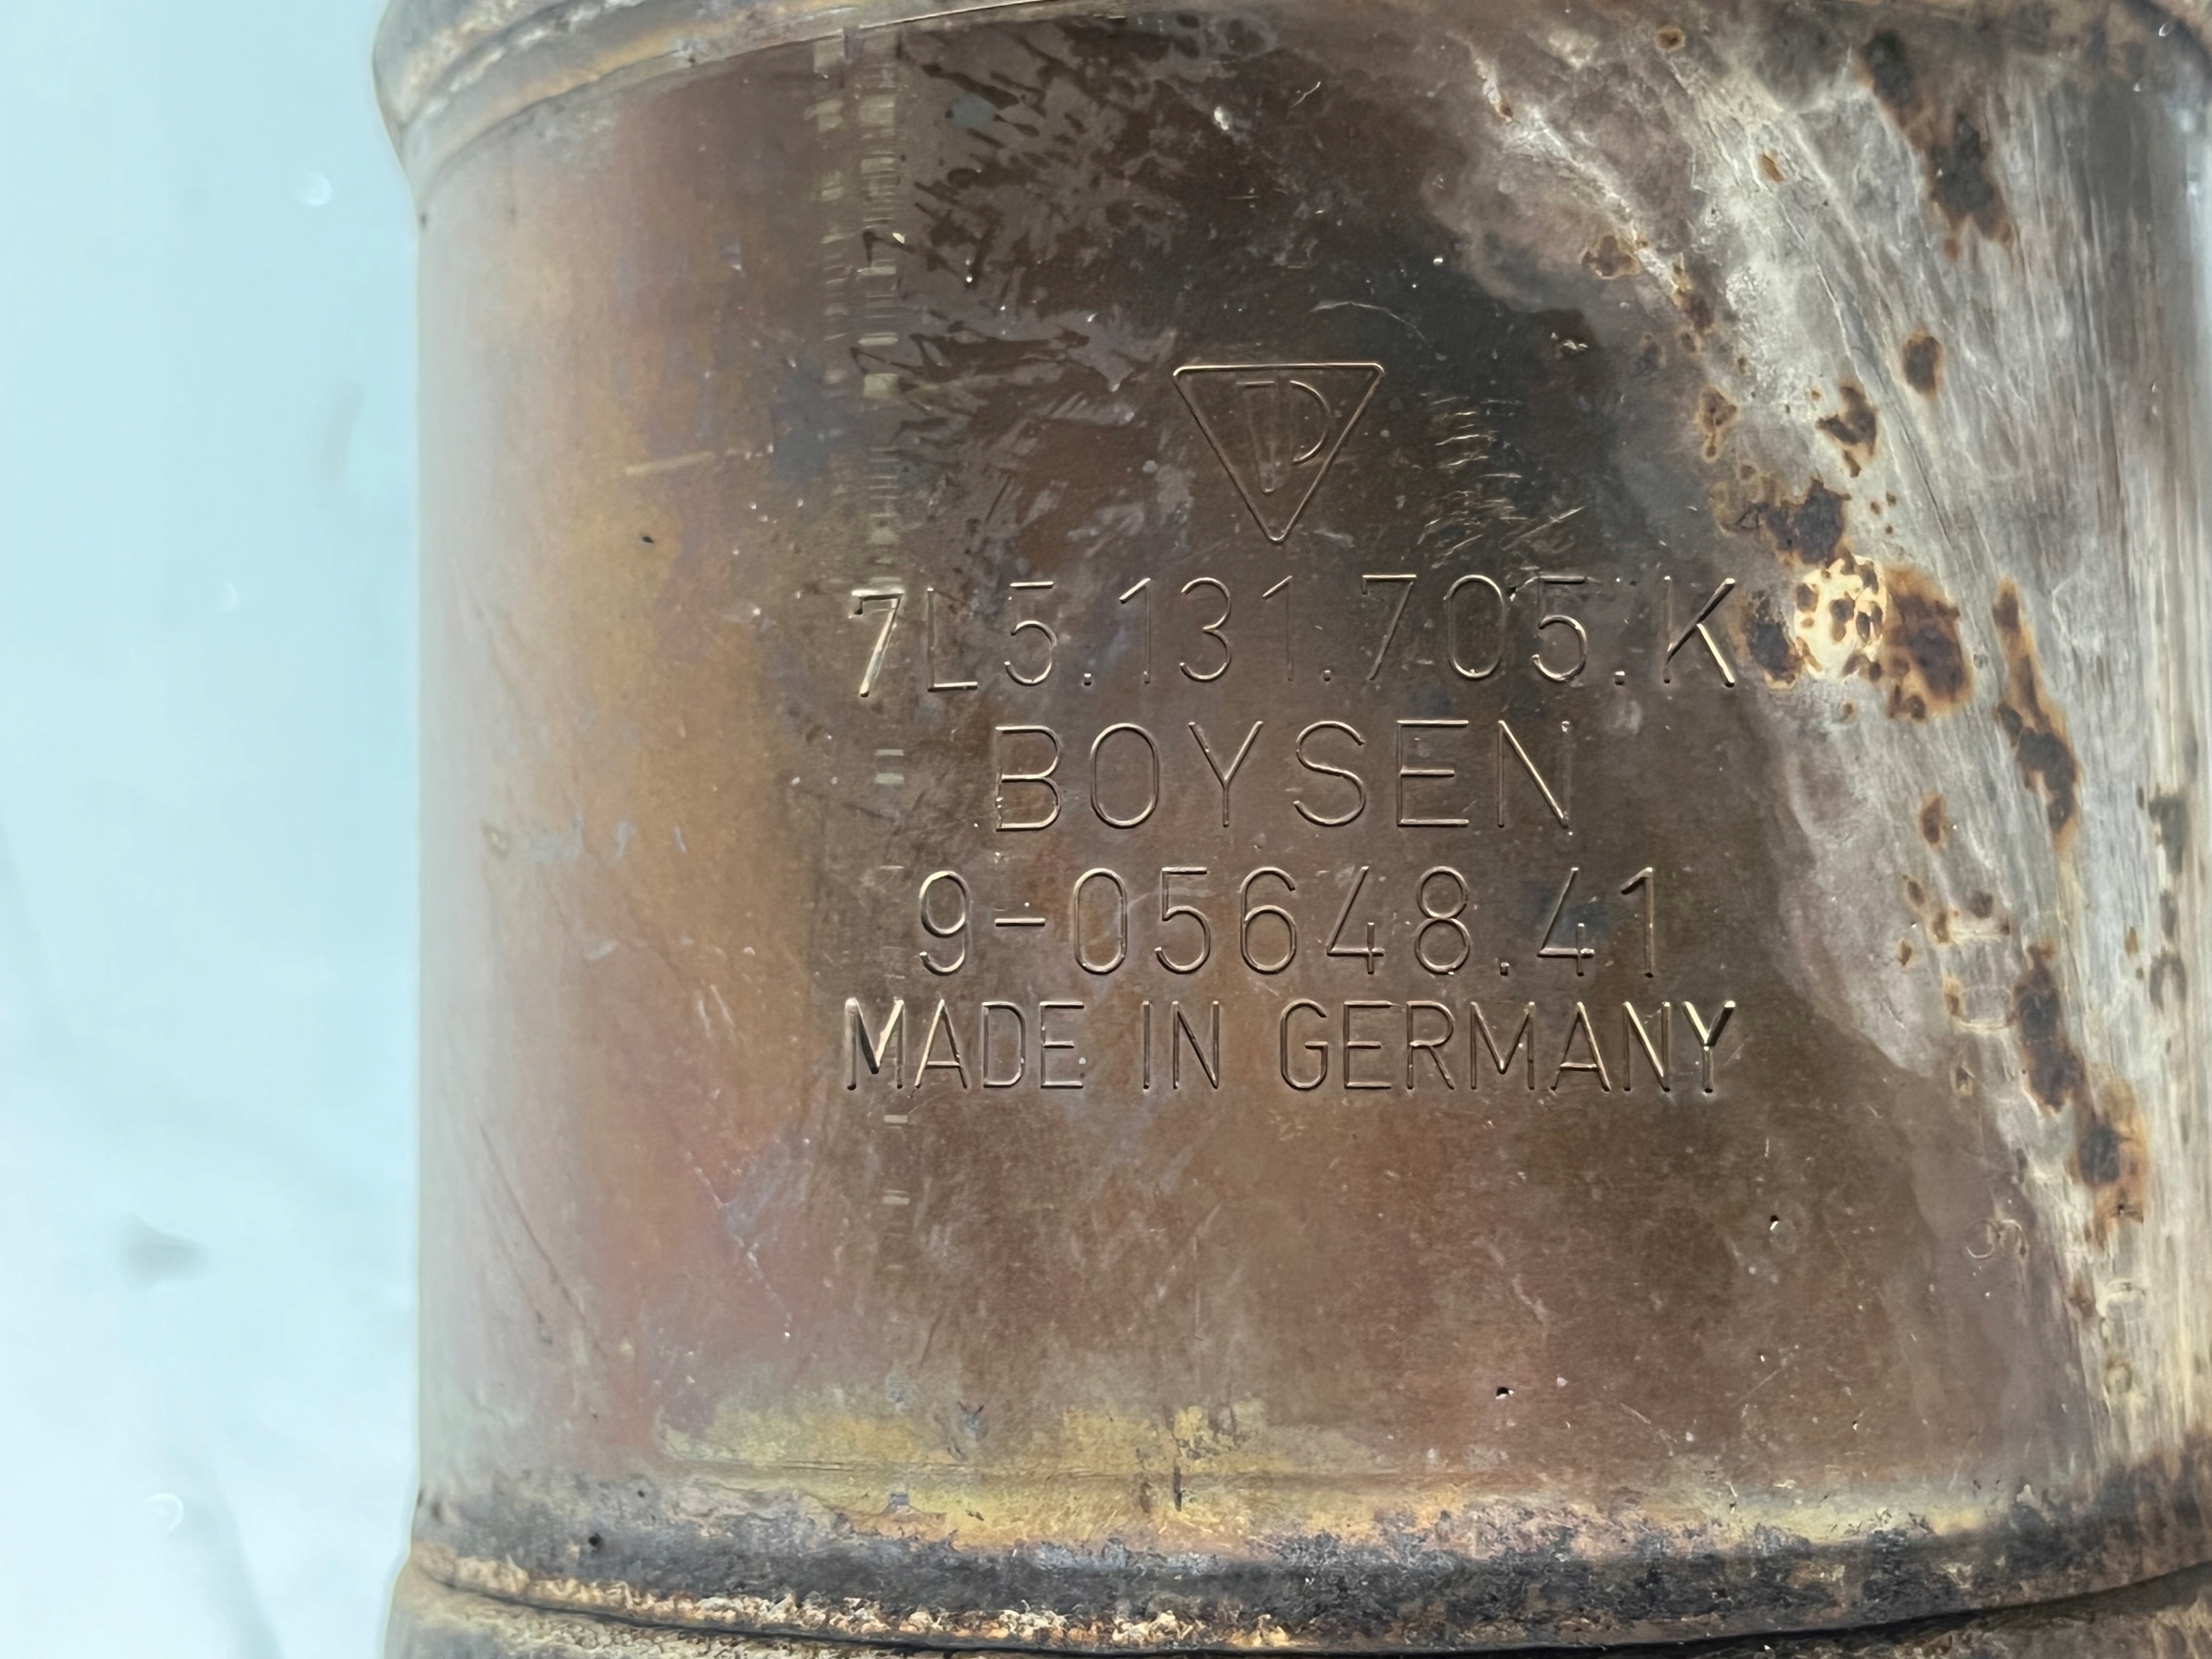 7L5.131.705.K
BOYSEN
9-05648.41
MADE IN GERMANY